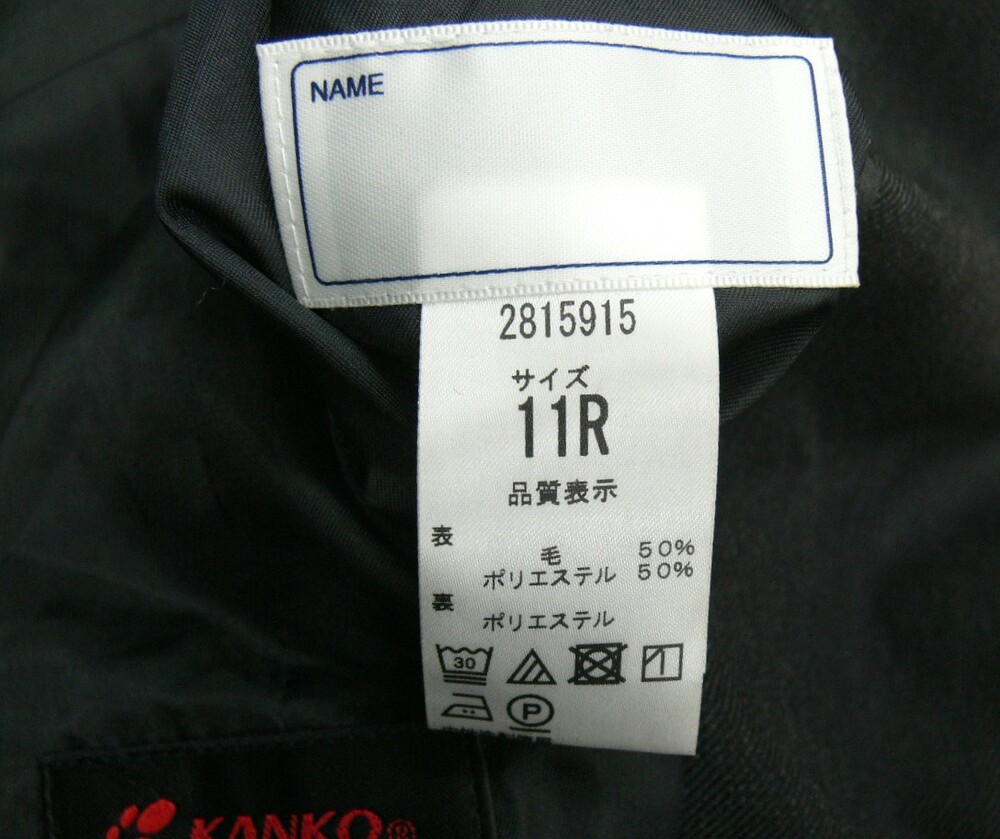 NAME
2815915
サイズ
11R
品質表示
表
毛 50%
ポリエステル 50%
裏
ポリエステル
30
P
KANKO®